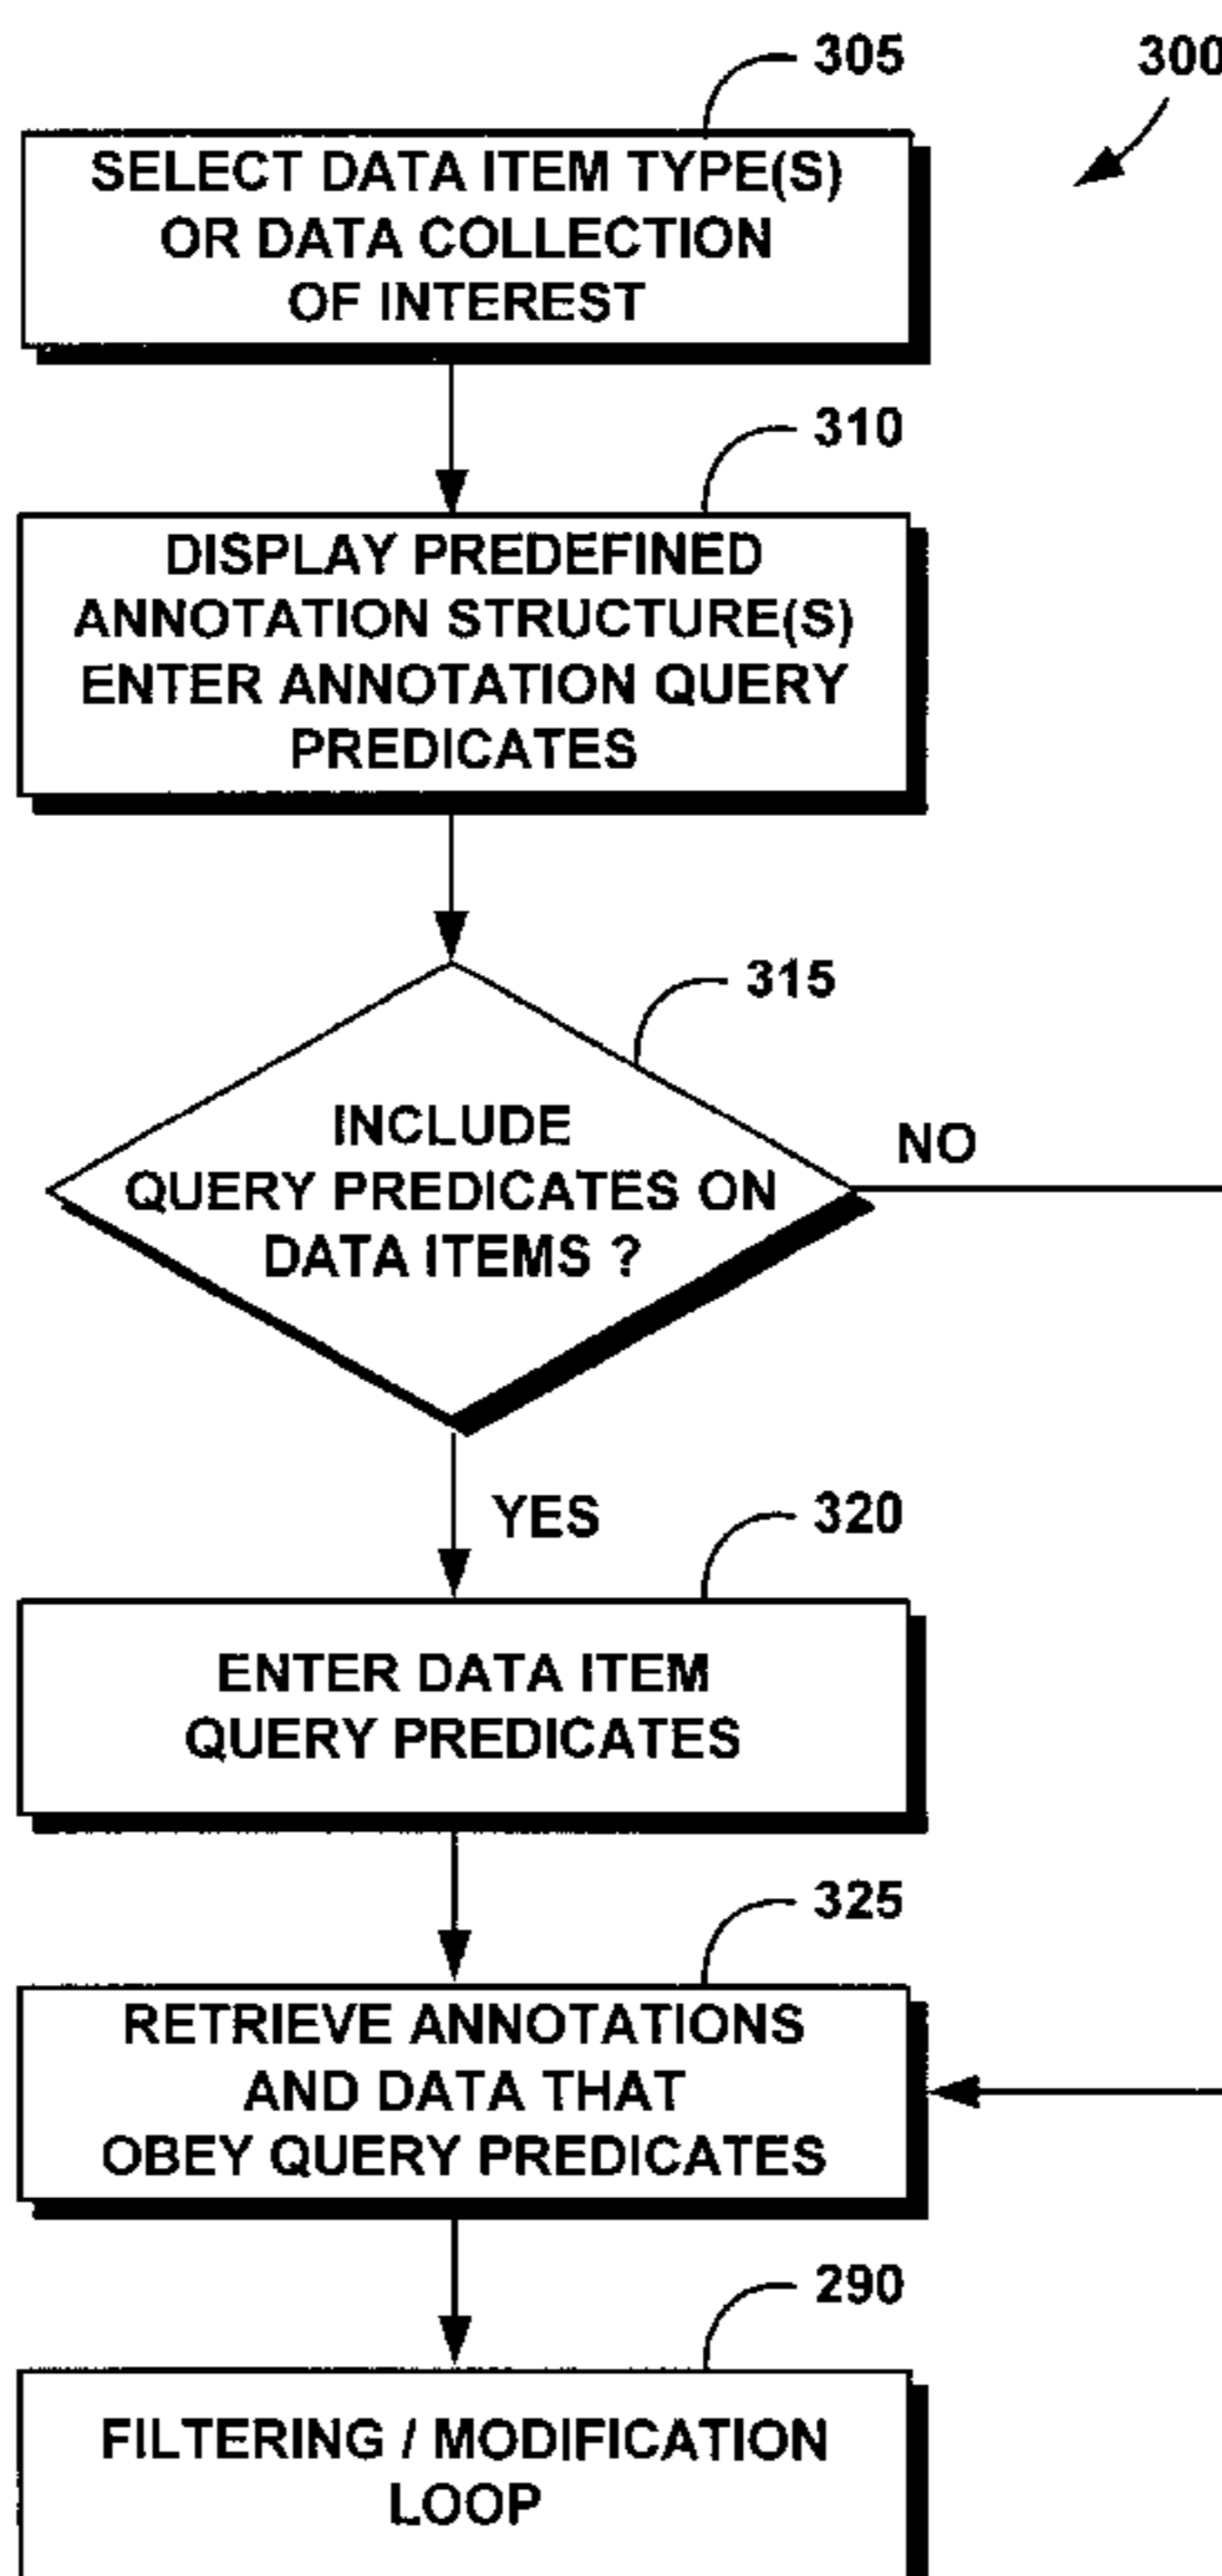 305
300
SELECT DATA ITEM TYPE(S)
OR DATA COLLECTION
OF INTEREST
310
DISPLAY PREDEFINED
ANNOTATION STRUCTURE(S)
ENTER ANNOTATION QUERY
PREDICATES
315
INCLUDE
QUERY PREDICATES ON
DATA ITEMS ?
NO
YES
320
ENTER DATA ITEM
QUERY PREDICATES
325
RETRIEVE ANNOTATIONS
AND DATA THAT
OBEY QUERY PREDICATES
290
FILTERING / MODIFICATION
LOOP